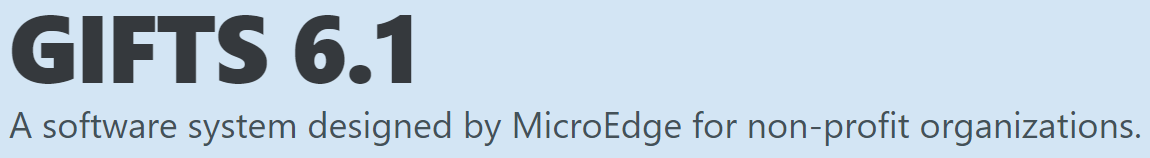 GIFTS 6.1
A software system designed by MicroEdge for non-profit organizations.